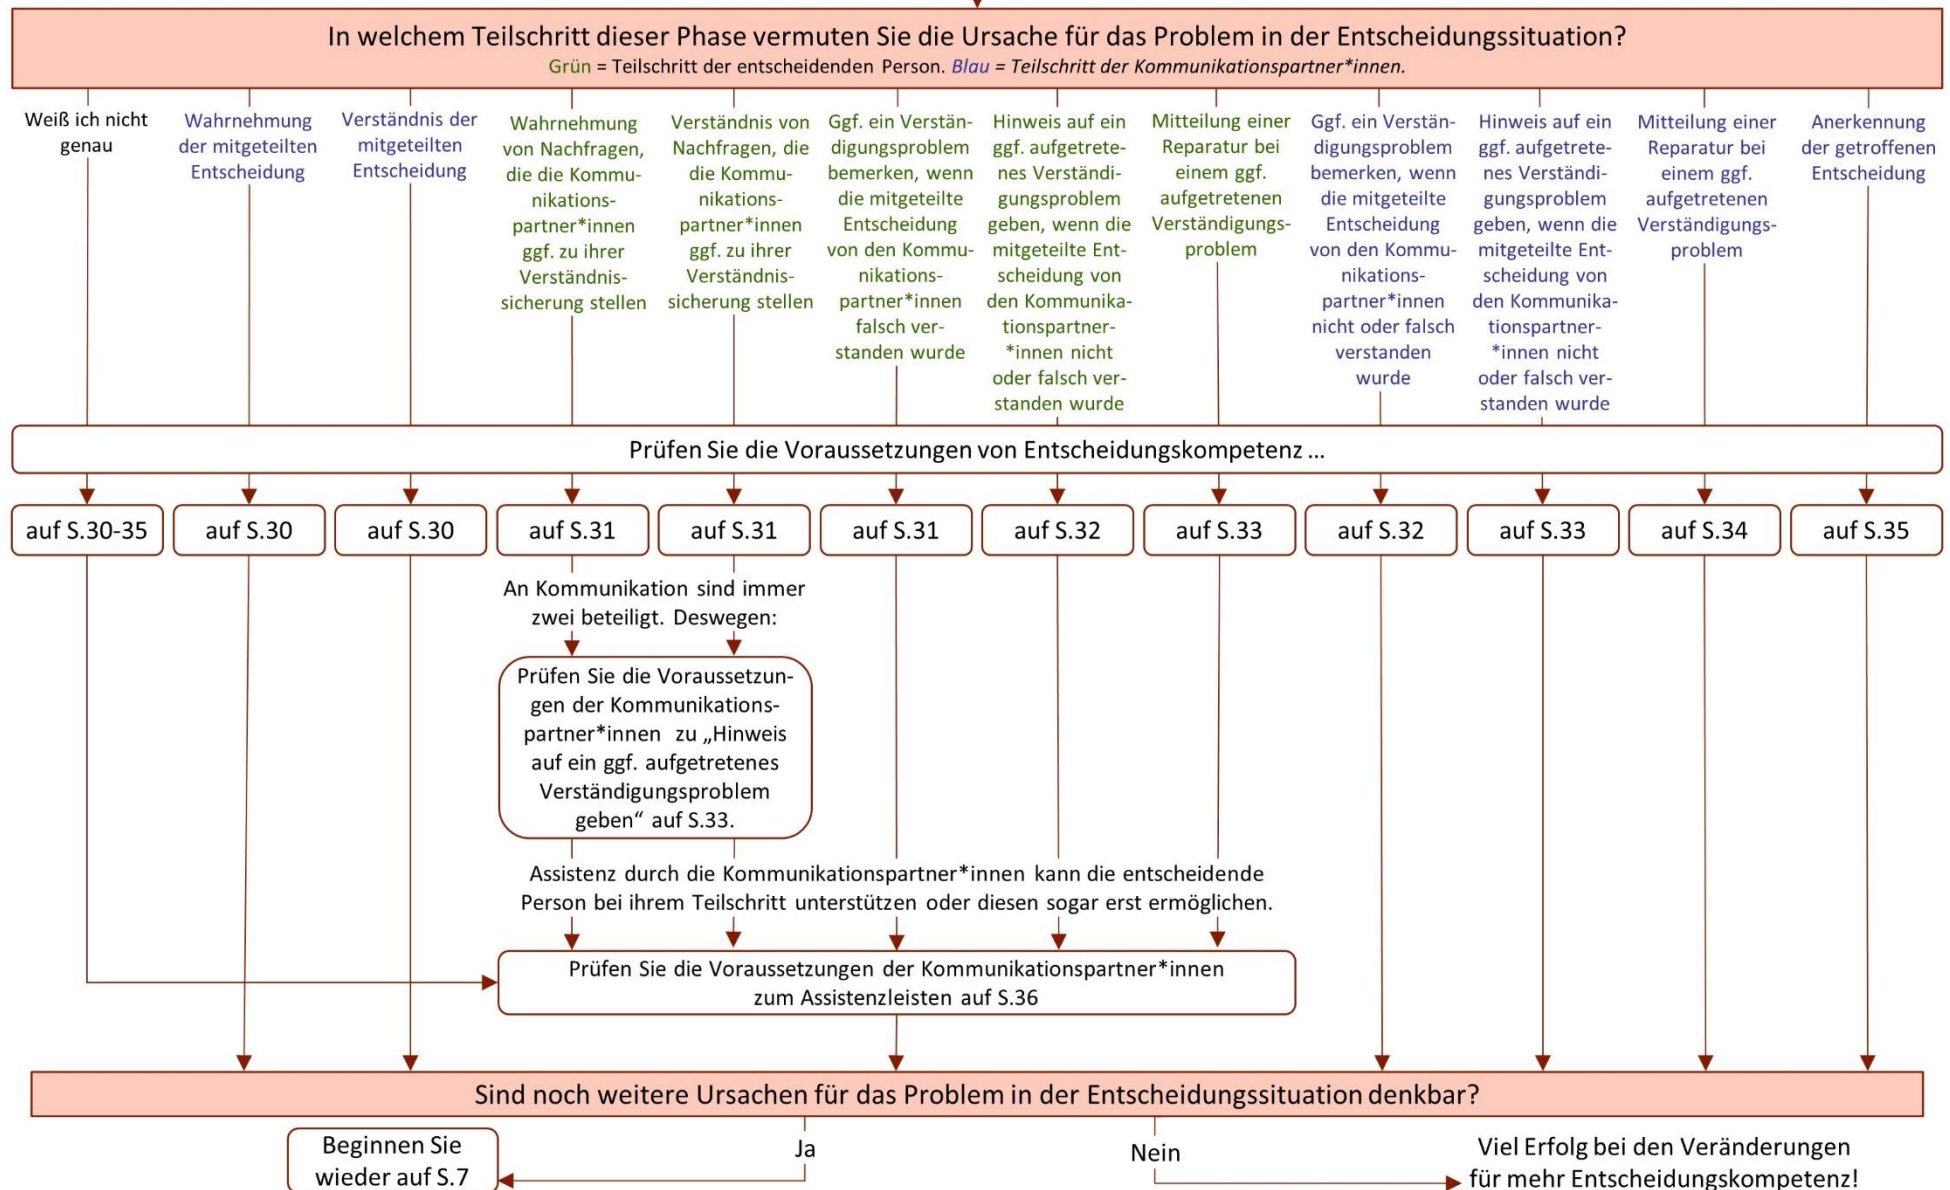 In welchem Teilschritt dieser Phase vermuten Sie die Ursache für das Problem in der Entscheidungssituation?
Grün = Teilschritt der entscheidenden Person. Blau = Teilschritt der Kommunikationspartner*innen.
Weiß ich nicht
genau
Wahrnehmung
der mitgeteilten
Entscheidung
Verständnis der
mitgeteilten
Entscheidung
Wahrnehmung
von Nachfragen,
die die Kommu-
nikations-
partner*innen
ggf. zu ihrer
Verständnis-
sicherung stellen
Verständnis von
Nachfragen, die
die Kommu-
nikations-
partner*innen
ggf. zu ihrer
Verständnis-
sicherung stellen
Ggf. ein Verstän-
digungsproblem
bemerken, wenn
die mitgeteilte
Entscheidung
von den Kommu-
nikations-
partner*innen
falsch ver-
standen wurde
Hinweis auf ein
ggf. aufgetrete-
nes Verständi-
gungsproblem
geben, wenn die
mitgeteilte Ent-
scheidung von
den Kommunika-
tionspartner-
*innen nicht
oder falsch ver-
standen wurde
Mitteilung einer
Reparatur bei
einem ggf.
aufgetretenen
Verständigungs-
problem
Ggf. ein Verstän-
digungsproblem
bemerken, wenn
die mitgeteilte
Entscheidung
von den Kommu-
nikations-
partner*innen
nicht oder falsch
verstanden
wurde
Hinweis auf ein
ggf. aufgetrete-
nes Verständi-
gungsproblem
geben, wenn die
mitgeteilte Ent-
scheidung von
den Kommunika-
tionspartner-
*innen nicht
oder falsch ver-
standen wurde
Mitteilung einer
Reparatur bei
einem ggf.
aufgetretenen
Verständigungs-
problem
Anerkennung
der getroffenen
Entscheidung
Prüfen Sie die Voraussetzungen von Entscheidungskompetenz ...
auf S.30-35
auf S.30
auf S.30
auf S.31
auf S.31
auf S.31
auf S.32
auf S.33
auf S.32
auf S.33
auf S.34
auf S.35
An Kommunikation sind immer
zwei beteiligt. Deswegen:
Prüfen Sie die Voraussetzun-
gen der Kommunikations-
partner*innen zu „Hinweis
auf ein ggf. aufgetretenes
Verständigungsproblem
geben“ auf S.33.
Assistenz durch die Kommunikationspartner*innen kann die entscheidende
Person bei ihrem Teilschritt unterstützen oder diesen sogar erst ermöglichen.
Prüfen Sie die Voraussetzungen der Kommunikationspartner*innen
zum Assistenzleisten auf S.36
Sind noch weitere Ursachen für das Problem in der Entscheidungssituation denkbar?
Beginnen Sie
wieder auf S.7
Ja
Nein
Viel Erfolg bei den Veränderungen
für mehr Entscheidungskompetenz!